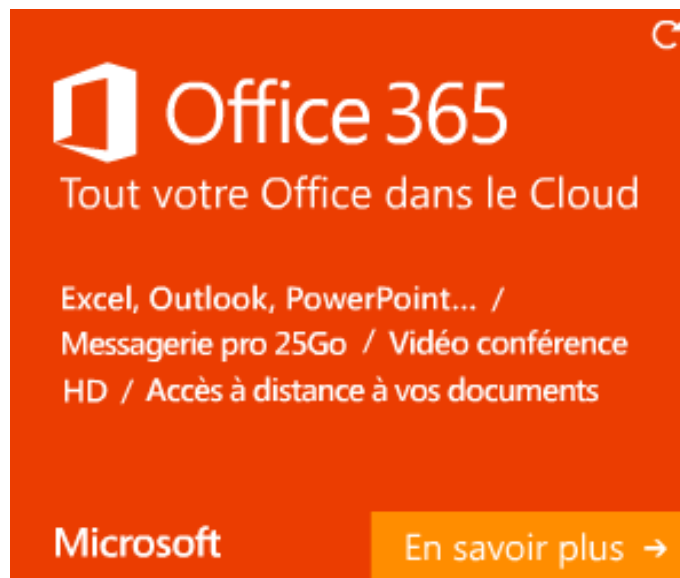 Office 365
Tout votre Office dans le Cloud
Excel, Outlook, PowerPoint... /
Messagerie pro 25Go / Vidéo conférence
HD / Accès à distance à vos documents
Microsoft
En savoir plus →